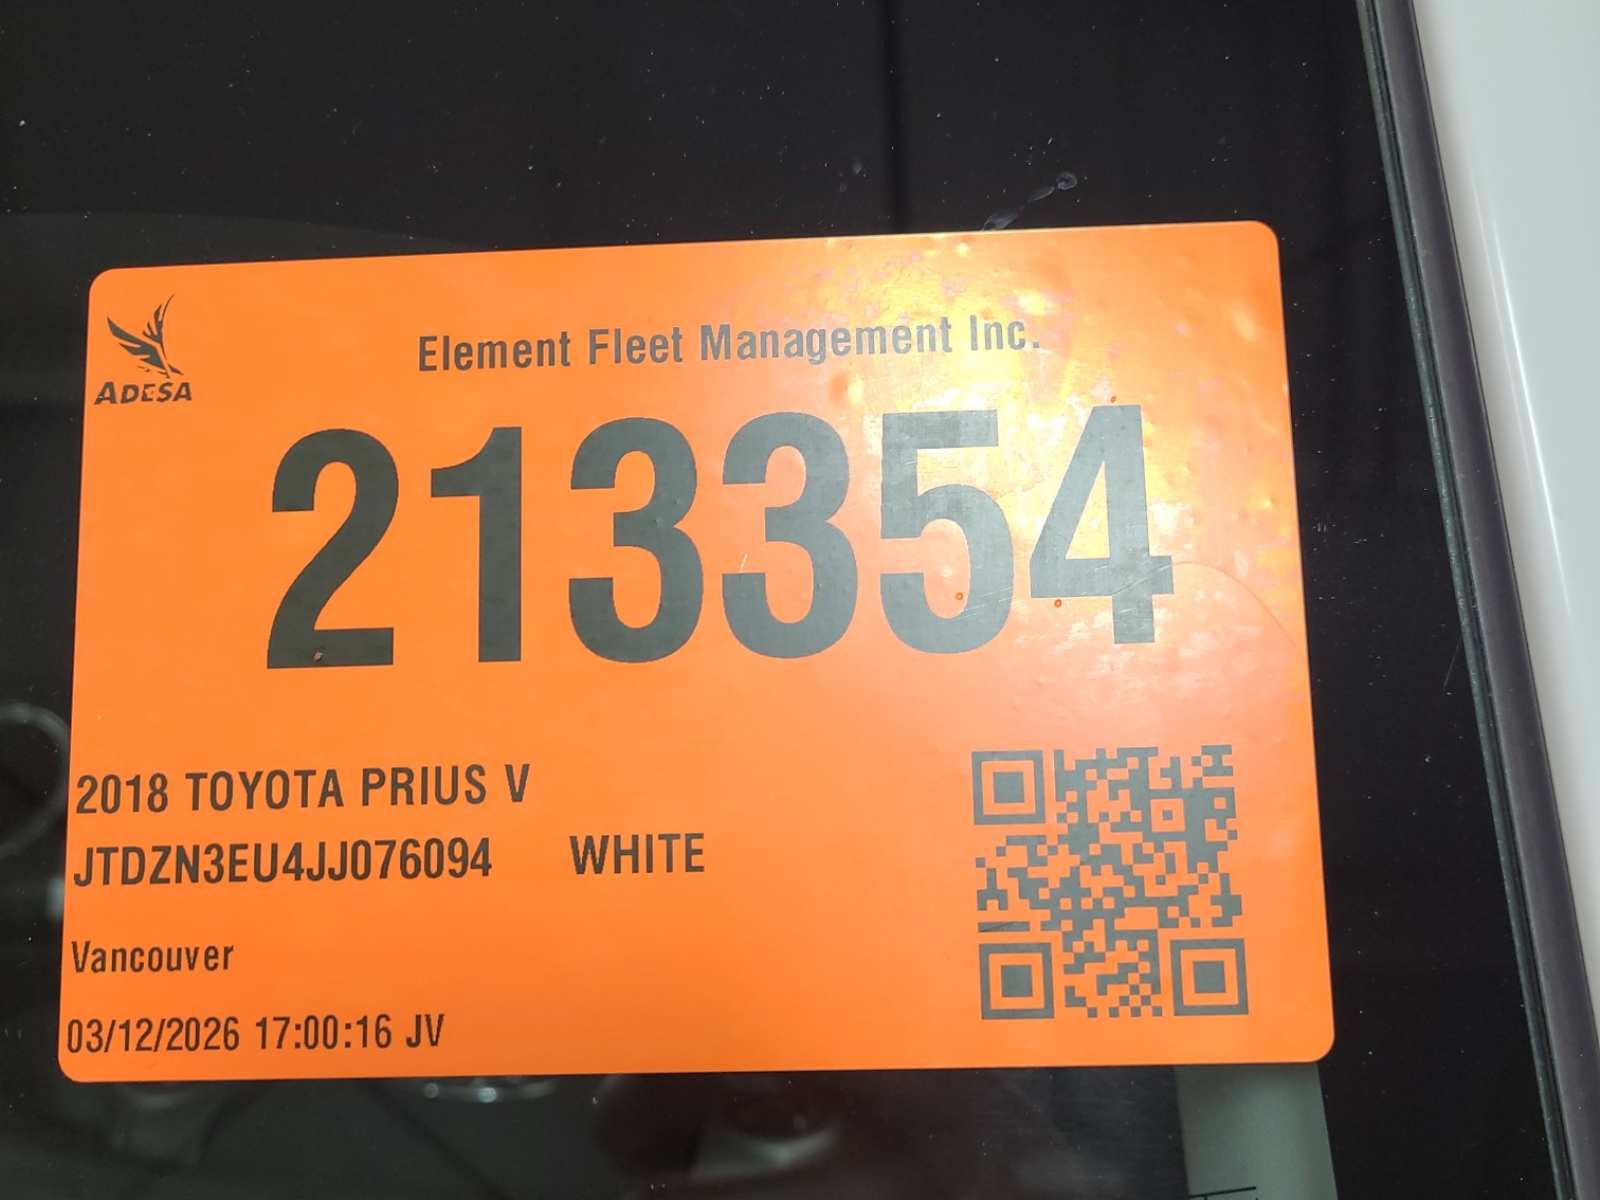 ADESA
Element Fleet Management Inc.
213354
2018 TOYOTA PRIUS V
JTDZN3EU4JJ076094 WHITE
Vancouver
03/12/2026 17:00:16 JV